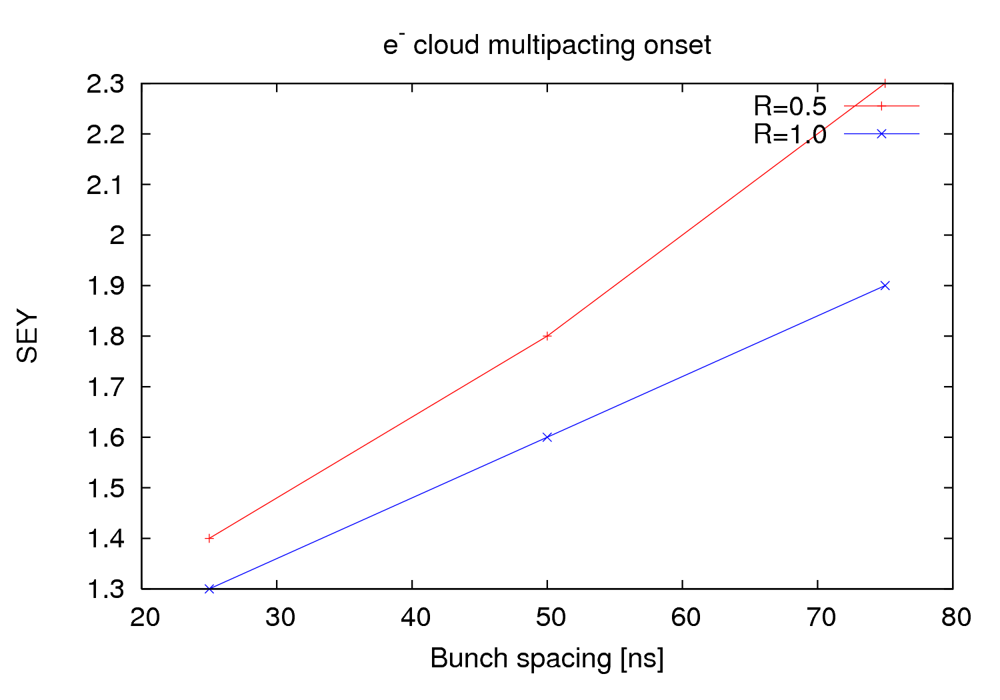 e⁻ cloud multipacting onset
2.3
2.2
2.1
2
1.9
1.8
1.7
1.6
1.5
1.4
1.3
SEY
R=0.5
R=1.0
20 30 40 50 60 70 80
Bunch spacing [ns]